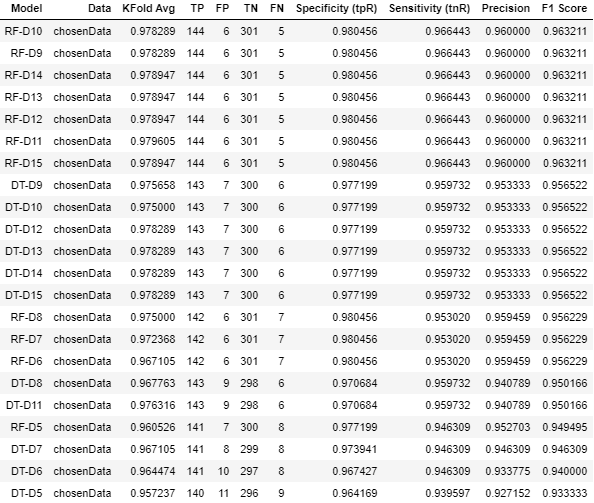 Model Data KFold Avg TP FP TN FN Specificity (tpR) Sensitivity (tnR) Precision F1 Score
RF-D10 chosenData 0.978289 144 6 301 5 0.980456 0.966443 0.960000 0.963211
RF-D9 chosenData 0.978289 144 6 301 5 0.980456 0.966443 0.960000 0.963211
RF-D14 chosenData 0.978947 144 6 301 5 0.980456 0.966443 0.960000 0.963211
RF-D13 chosenData 0.978947 144 6 301 5 0.980456 0.966443 0.960000 0.963211
RF-D12 chosenData 0.978289 144 6 301 5 0.980456 0.966443 0.960000 0.963211
RF-D11 chosenData 0.979605 144 6 301 5 0.980456 0.966443 0.960000 0.963211
RF-D15 chosenData 0.978947 144 6 301 5 0.980456 0.966443 0.960000 0.963211
DT-D9 chosenData 0.975658 143 7 300 6 0.977199 0.959732 0.953333 0.956522
DT-D10 chosenData 0.975000 143 7 300 6 0.977199 0.959732 0.953333 0.956522
DT-D12 chosenData 0.978289 143 7 300 6 0.977199 0.959732 0.953333 0.956522
DT-D13 chosenData 0.978289 143 7 300 6 0.977199 0.959732 0.953333 0.956522
DT-D14 chosenData 0.978289 143 7 300 6 0.977199 0.959732 0.953333 0.956522
DT-D15 chosenData 0.978289 143 7 300 6 0.977199 0.959732 0.953333 0.956522
RF-D8 chosenData 0.975000 142 6 301 7 0.980456 0.953020 0.959459 0.956229
RF-D7 chosenData 0.972368 142 6 301 7 0.980456 0.953020 0.959459 0.956229
RF-D6 chosenData 0.967105 142 6 301 7 0.980456 0.953020 0.959459 0.956229
DT-D8 chosenData 0.967763 143 9 298 6 0.970684 0.959732 0.940789 0.950166
DT-D11 chosenData 0.976316 143 9 298 6 0.970684 0.959732 0.940789 0.950166
RF-D5 chosenData 0.960526 141 7 300 8 0.977199 0.946309 0.952703 0.949495
DT-D7 chosenData 0.967105 141 8 299 8 0.973941 0.946309 0.946309 0.946309
DT-D6 chosenData 0.964474 141 10 297 8 0.967427 0.946309 0.933775 0.940000
DT-D5 chosenData 0.957237 140 11 296 9 0.964169 0.939597 0.927152 0.933333